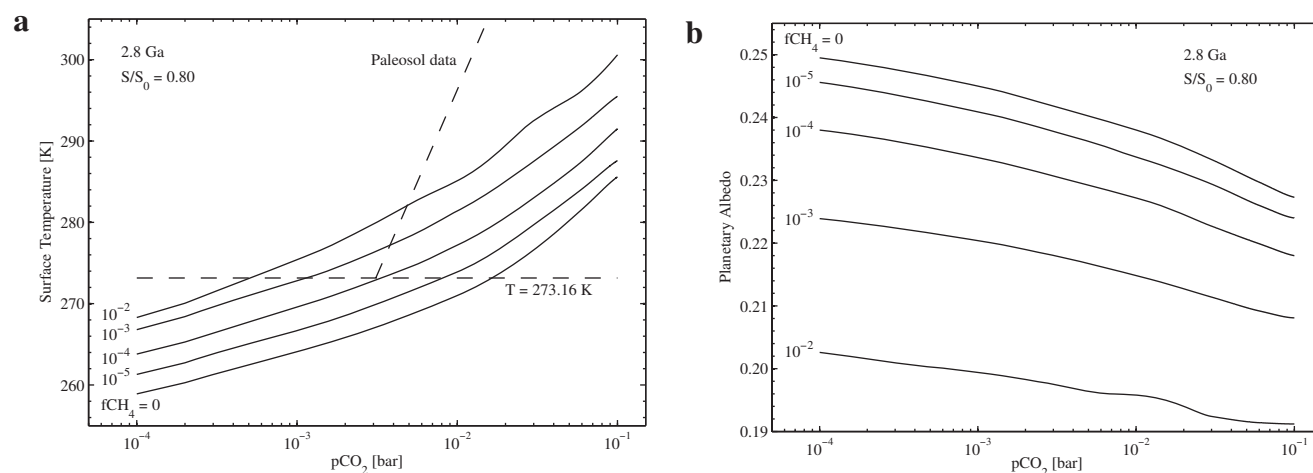 a
2.8 Ga
S/S₀ = 0.80
Paleosol data
T = 273.16 K
10⁻²
10⁻³
10⁻⁴
10⁻⁵
fCH₄ = 0
300
290
280
270
260
Surface Temperature [K]
10⁻⁴ 10⁻³ 10⁻² 10⁻¹
pCO₂ [bar]
b
fCH₄ = 0
2.8 Ga
S/S₀ = 0.80
10⁻⁵
10⁻⁴
10⁻³
10⁻²
0.25
0.24
0.23
0.22
0.21
0.20
0.19
Planetary Albedo
10⁻⁴ 10⁻³ 10⁻² 10⁻¹
pCO₂ [bar]